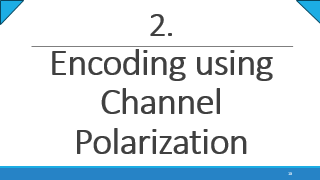 2.
Encoding using
Channel
Polarization